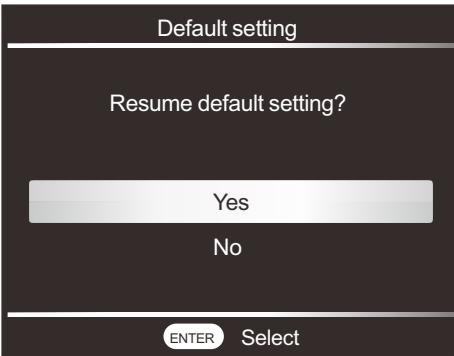 Default setting
Resume default setting?
Yes
No
ENTER Select